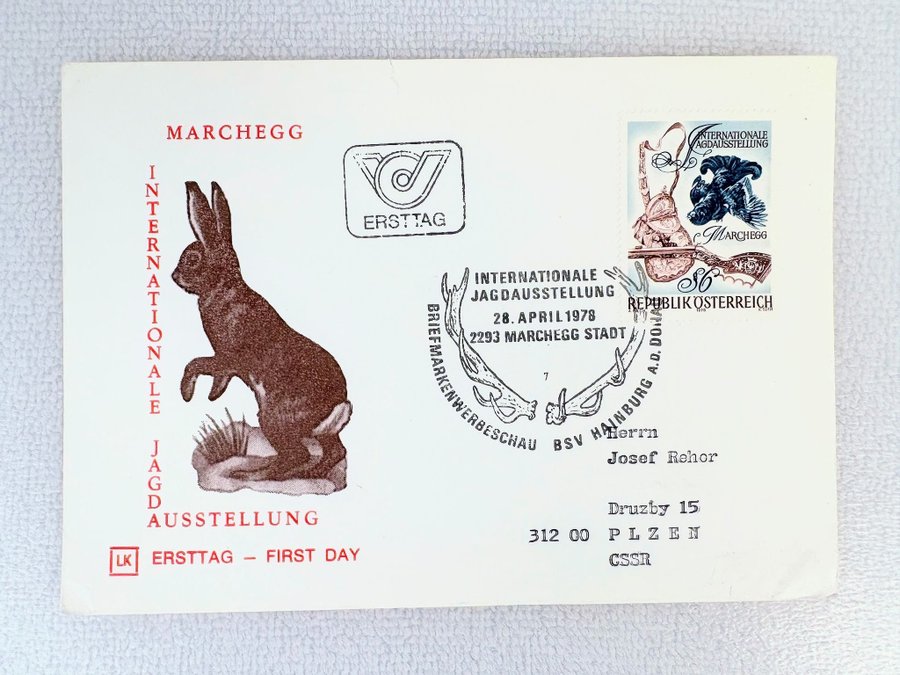 MARCHEGG
INTERNATIONALE JAGDAUSSTELLUNG
LK ERSTTAG – FIRST DAY
ERSTTAG
INTERNATIONALE
JAGDAUSSTELLUNG
MARCHEGG
S6
REPUBLIK ÖSTERREICH
INTERNATIONALE
JAGDAUSSTELLUNG
28. APRIL 1978
2293 MARCHEGG STADT
7
BRIEFMARKENWERBESCHAU BSV HAINBURG A.D. DONAU
Herrn
Josef Rehor
Druzby 15
312 00 PLZEN
CSSR